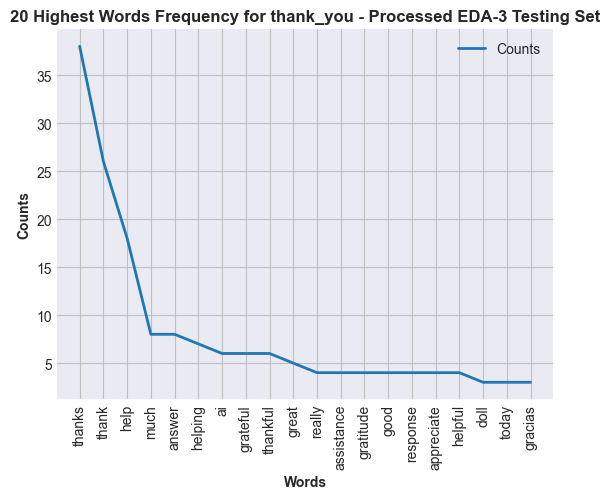 20 Highest Words Frequency for thank_you - Processed EDA-3 Testing Set
Counts
35
30
25
20
15
10
5
Counts
thanks
thank
help
much
answer
helping
ai
grateful
thankful
great
really
assistance
gratitude
good
response
appreciate
helpful
doll
today
gracias
Words